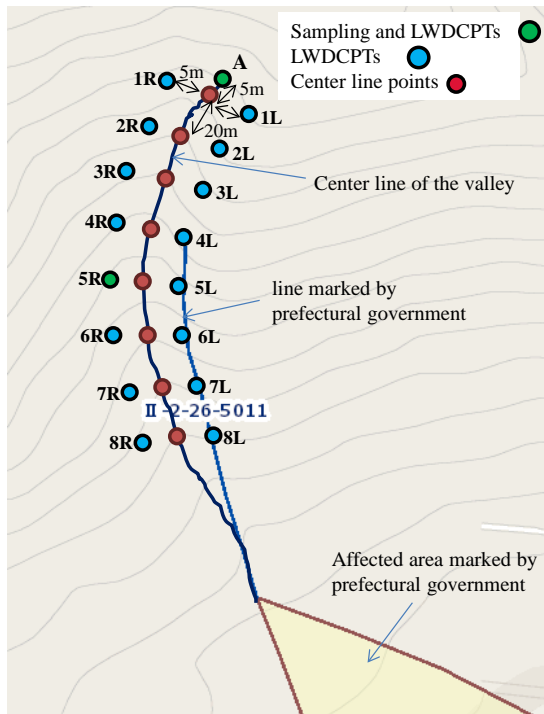 Sampling and LWDCPTs
LWDCPTs
Center line points
A
1R
5m
5m
1L
2R
20m
2L
3R
Center line of the valley
3L
4R
4L
5R
5L
line marked by
prefectural government
6R
6L
7R
7L
II-2-26-5011
8R
8L
Affected area marked by
prefectural government